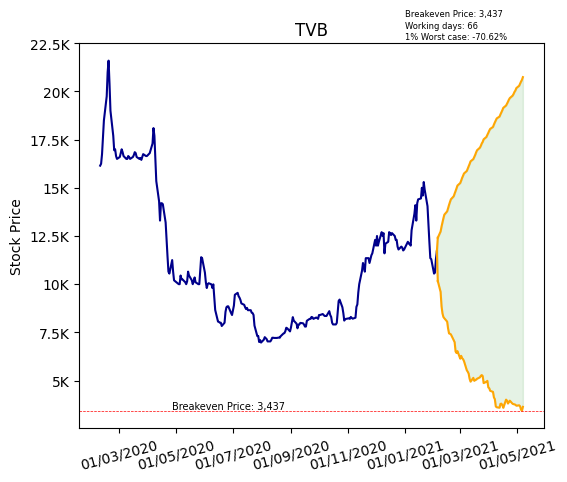 Breakeven Price: 3,437
Working days: 66
1% Worst case: -70.62%
TVB
Stock Price
22.5K
20K
17.5K
15K
12.5K
10K
7.5K
5K
Breakeven Price: 3,437
01/03/2020 01/05/2020 01/07/2020 01/09/2020 01/11/2020 01/01/2021 01/03/2021 01/05/2021